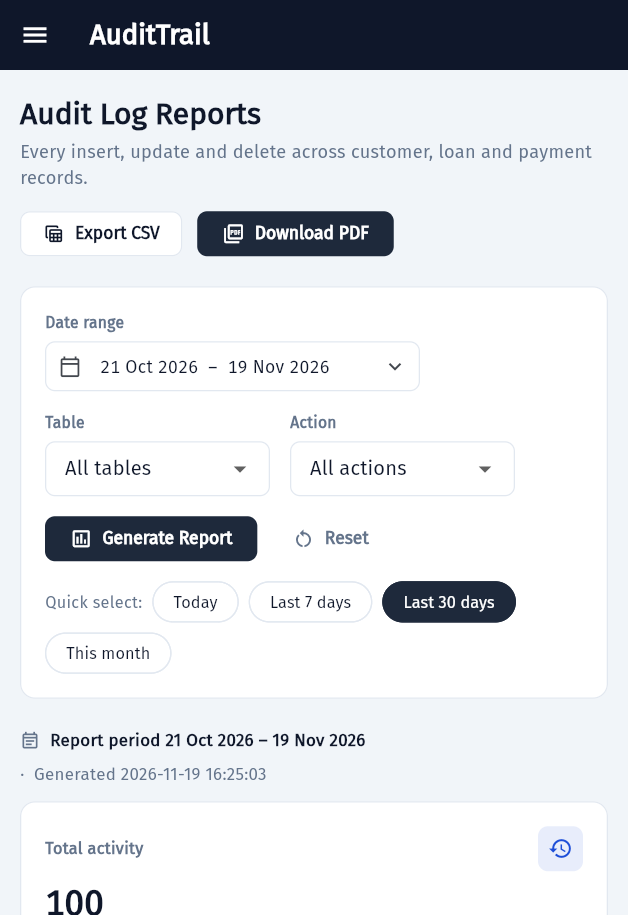 AuditTrail
Audit Log Reports
Every insert, update and delete across customer, loan and payment
records.
Export CSV
Download PDF
Date range
21 Oct 2026 – 19 Nov 2026
Table
Action
All tables
All actions
Generate Report
Reset
Quick select:
Today
Last 7 days
Last 30 days
This month
Report period 21 Oct 2026 – 19 Nov 2026
· Generated 2026-11-19 16:25:03
Total activity
100